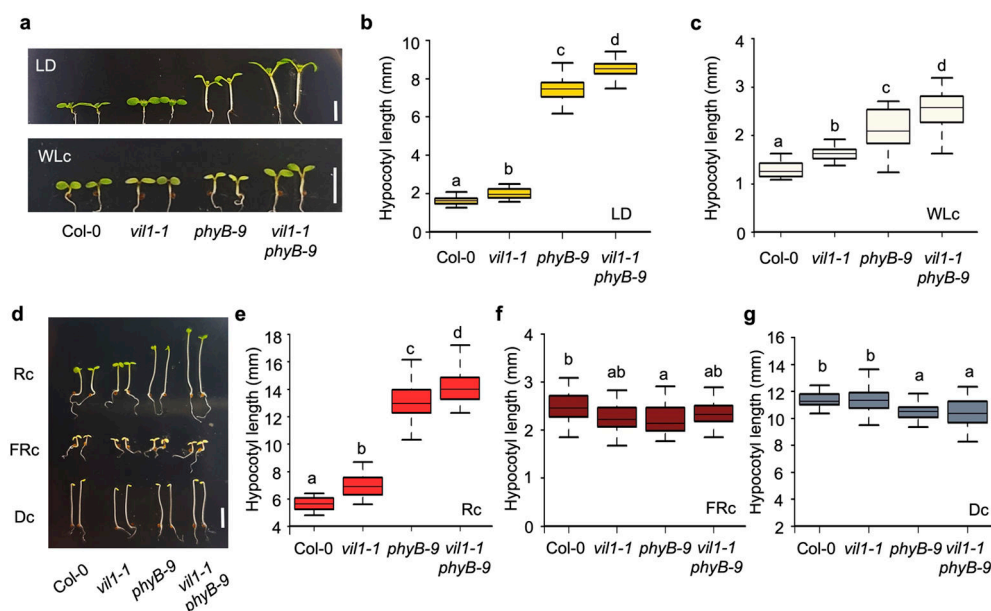 a
LD
WLc
Col-0 vil1-1 phyB-9 vil1-1
phyB-9
b
Hypocotyl length (mm)
10
8
6
4
2
0
a
b
c
d
LD
Col-0 vil1-1 phyB-9 vil1-1
phyB-9
c
Hypocotyl length (mm)
4
3
2
1
0
a
b
c
d
WLc
Col-0 vil1-1 phyB-9 vil1-1
phyB-9
d
Rc
FRc
Dc
Col-0 vil1-1 phyB-9 vil1-1
phyB-9
e
Hypocotyl length (mm)
18
16
14
12
10
8
6
4
a
b
c
d
Rc
Col-0 vil1-1 phyB-9 vil1-1
phyB-9
f
Hypocotyl length (mm)
4
3
2
1
0
b
ab
a
ab
FRc
Col-0 vil1-1 phyB-9 vil1-1
phyB-9
g
Hypocotyl length (mm)
16
14
12
10
8
6
4
2
b
b
a
a
Dc
Col-0 vil1-1 phyB-9 vil1-1
phyB-9